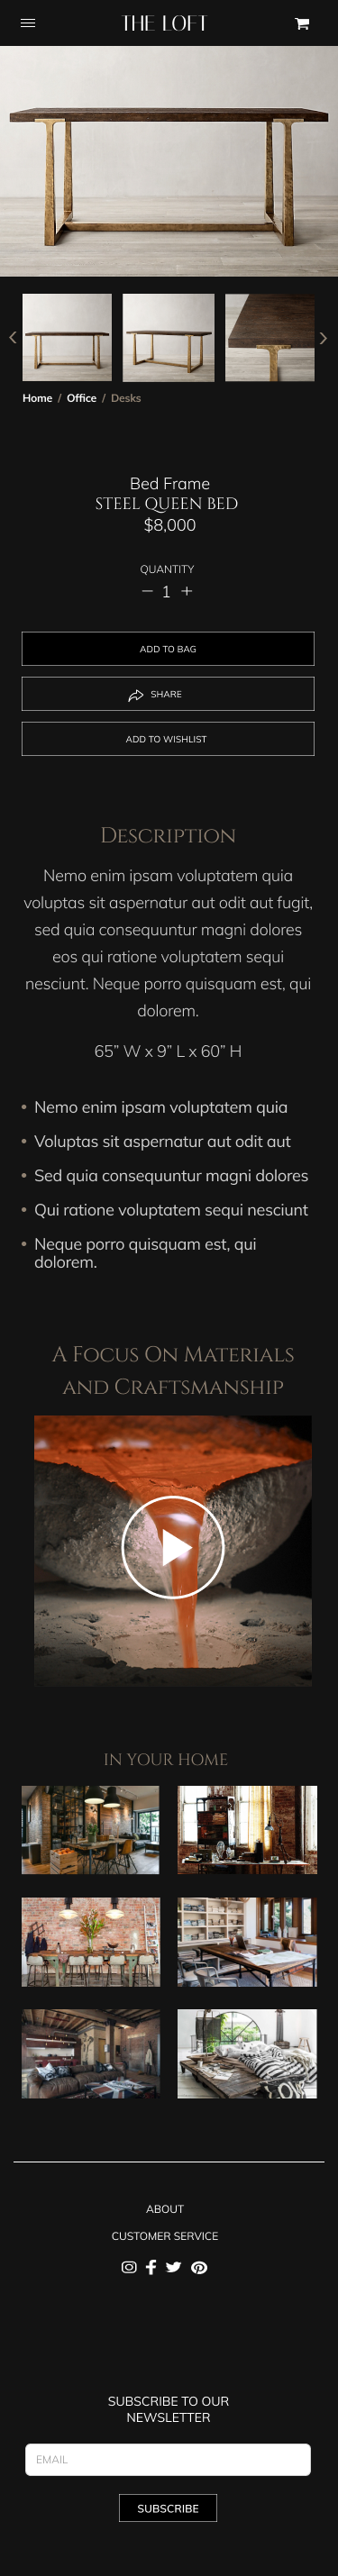 THE LOFT
Home / Office / Desks
Bed Frame
STEEL QUEEN BED
$8,000
QUANTITY
— 1 +
ADD TO BAG
SHARE
ADD TO WISHLIST
Description
Nemo enim ipsam voluptatem quia
voluptas sit aspernatur aut odit aut fugit,
sed quia consequuntur magni dolores
eos qui ratione voluptatem sequi
nesciunt. Neque porro quisquam est, qui
dolorem.
65” W x 9” L x 60” H
• Nemo enim ipsam voluptatem quia
• Voluptas sit aspernatur aut odit aut
• Sed quia consequuntur magni dolores
• Qui ratione voluptatem sequi nesciunt
• Neque porro quisquam est, qui
dolorem.
A Focus On Materials
and Craftsmanship
IN YOUR HOME
ABOUT
CUSTOMER SERVICE
SUBSCRIBE TO OUR
NEWSLETTER
EMAIL
SUBSCRIBE